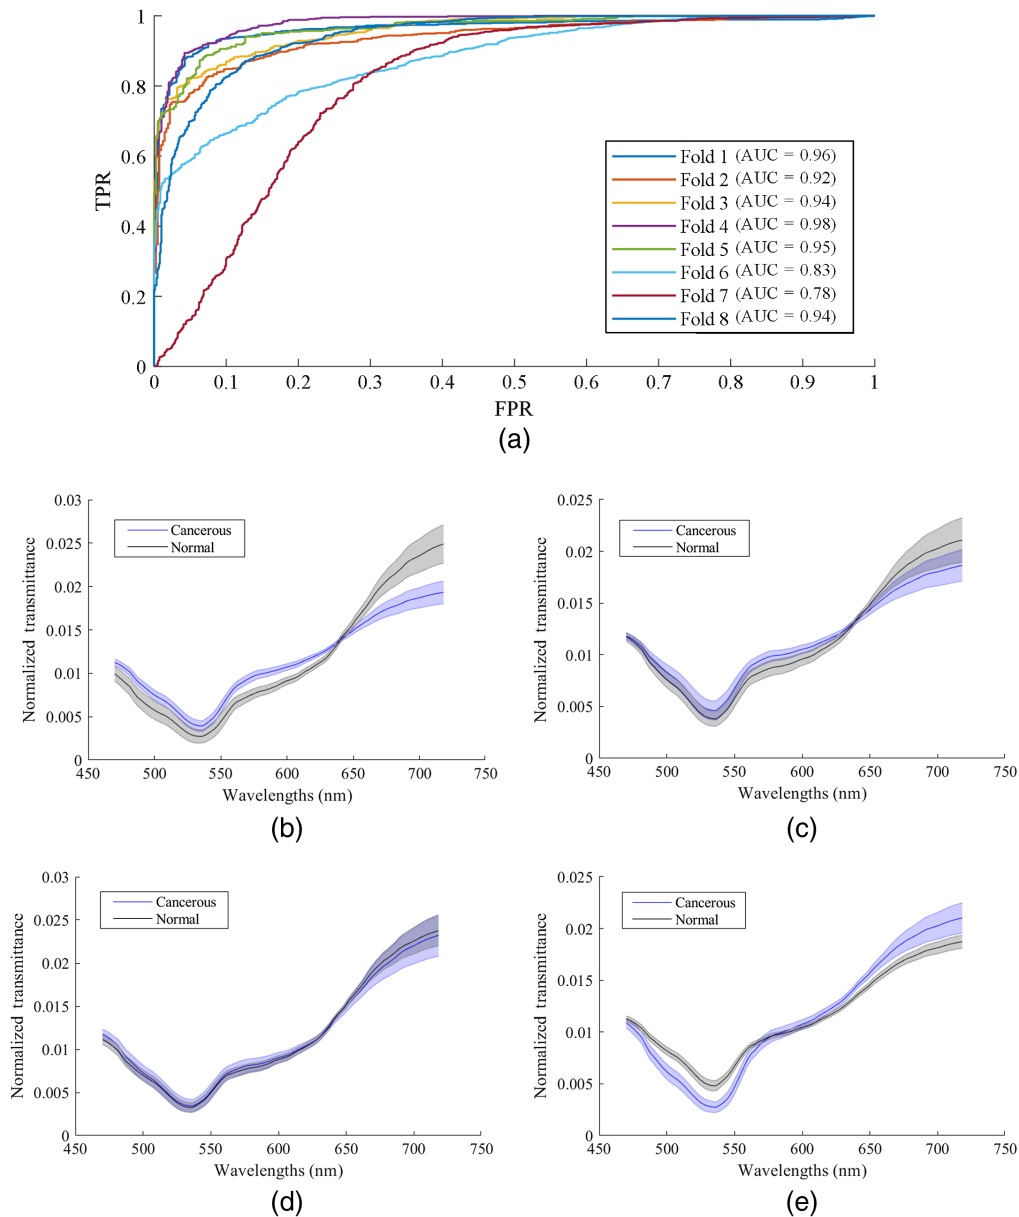 1
0.8
0.6
0.4
0.2
0
TPR
Fold 1 (AUC = 0.96)
Fold 2 (AUC = 0.92)
Fold 3 (AUC = 0.94)
Fold 4 (AUC = 0.98)
Fold 5 (AUC = 0.95)
Fold 6 (AUC = 0.83)
Fold 7 (AUC = 0.78)
Fold 8 (AUC = 0.94)
0 0.1 0.2 0.3 0.4 0.5 0.6 0.7 0.8 0.9 1
FPR
(a)
0.03
0.025
0.02
0.015
0.01
0.005
0
Normalized transmittance
Cancerous
Normal
450 500 550 600 650 700 750
Wavelengths (nm)
(b)
0.025
0.02
0.015
0.01
0.005
0
Normalized transmittance
Cancerous
Normal
450 500 550 600 650 700 750
Wavelengths (nm)
(c)
0.03
0.025
0.02
0.015
0.01
0.005
0
Normalized transmittance
Cancerous
Normal
450 500 550 600 650 700 750
Wavelengths (nm)
(d)
0.025
0.02
0.015
0.01
0.005
0
Normalized transmittance
Cancerous
Normal
450 500 550 600 650 700 750
Wavelengths (nm)
(e)